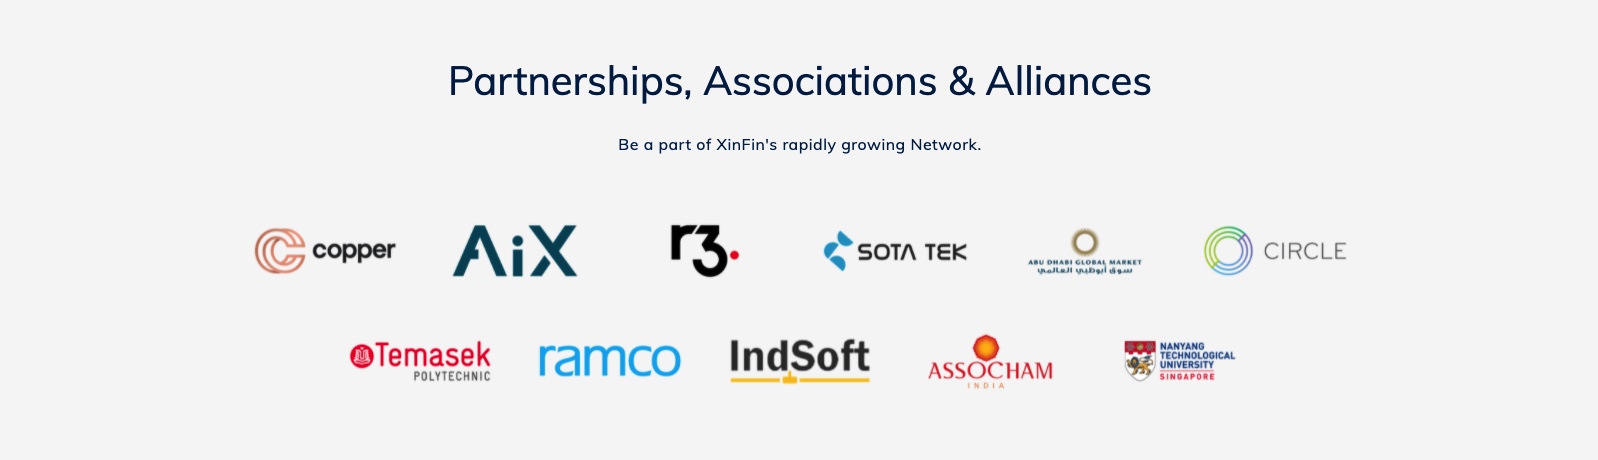 Partnerships, Associations & Alliances
Be a part of XinFin's rapidly growing Network.
copper
AiX
r3.
SOTA TEK
ABU DHABI GLOBAL MARKET
سوق أبوظبي العالمي
CIRCLE
Temasek
POLYTECHNIC
ramco
IndSoft
ASSOCHAM
INDIA
NANYANG
TECHNOLOGICAL
UNIVERSITY
SINGAPORE